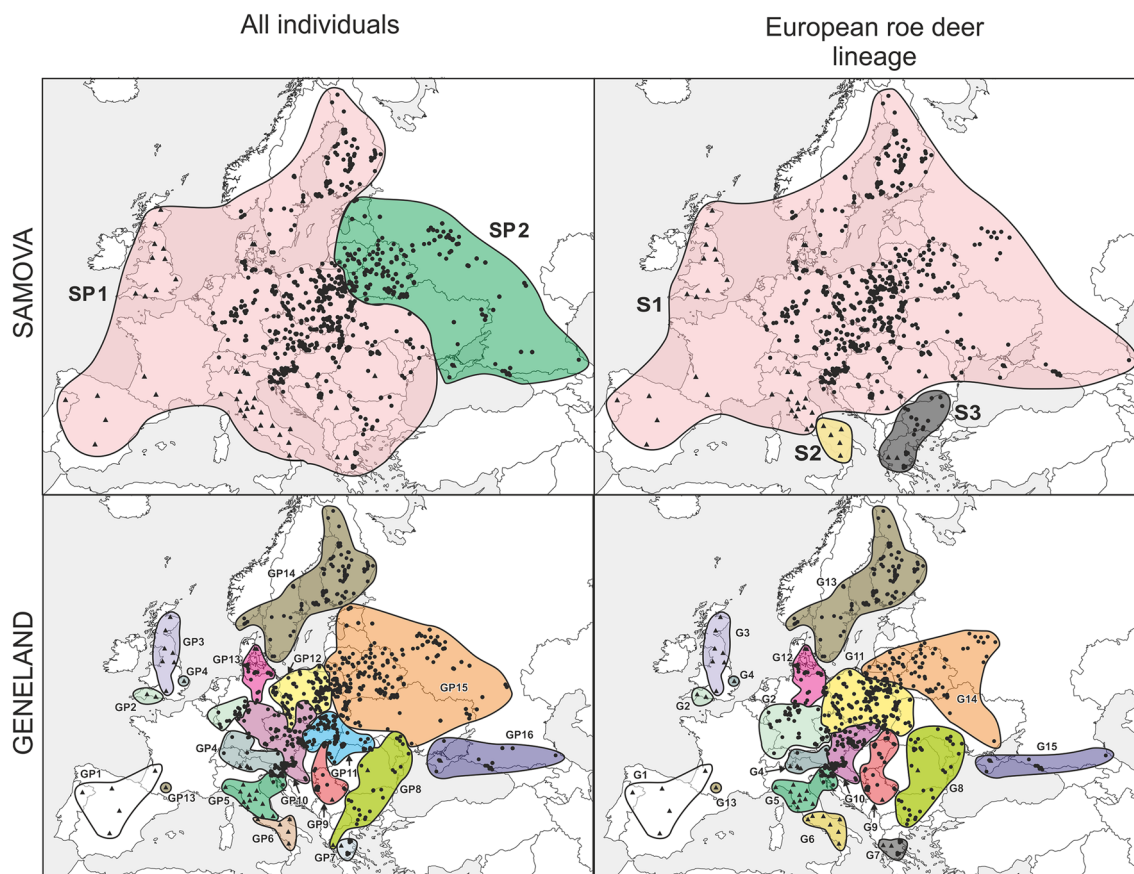 All individuals
European roe deer
lineage
SAMOVA
SP1
SP2
S1
S2
S3
GENELAND
GP14
GP3
GP4
GP2
GP13
GP12
GP15
GP4
GP16
GP1
GP13
GP5
GP10
GP11
GP8
GP9
GP6
GP7
G13
G3
G4
G2
G12
G11
G2
G14
G15
G4
G1
G13
G5
G10
G8
G9
G6
G7